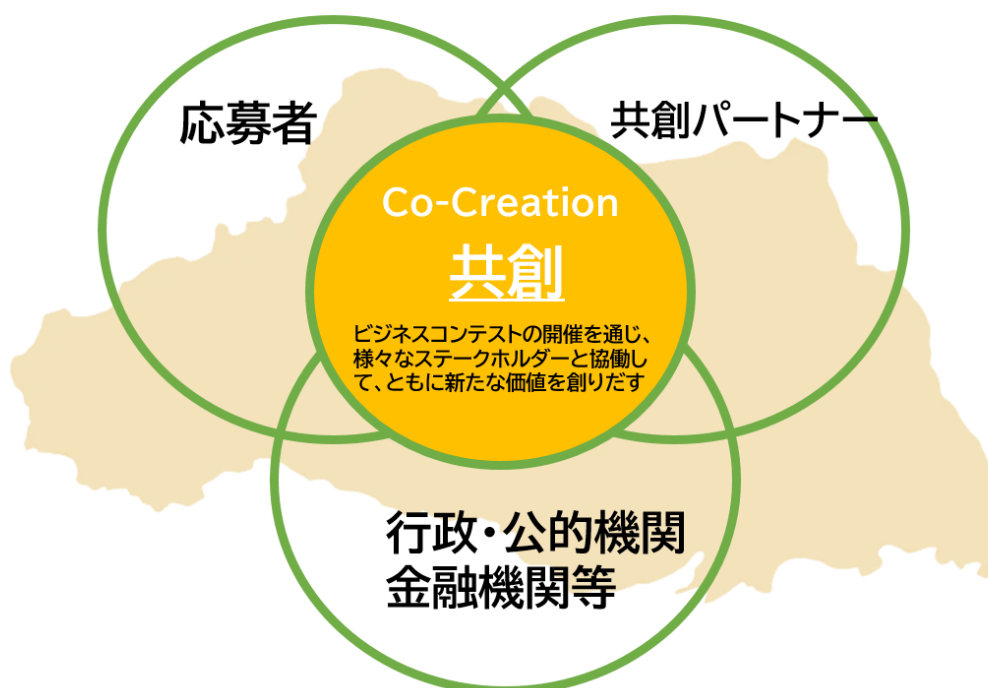 応募者
共創パートナー
Co-Creation
共創
ビジネスコンテストの開催を通じ、
様々なステークホルダーと協働し
て、ともに新たな価値を創りだす
行政・公的機関
金融機関等